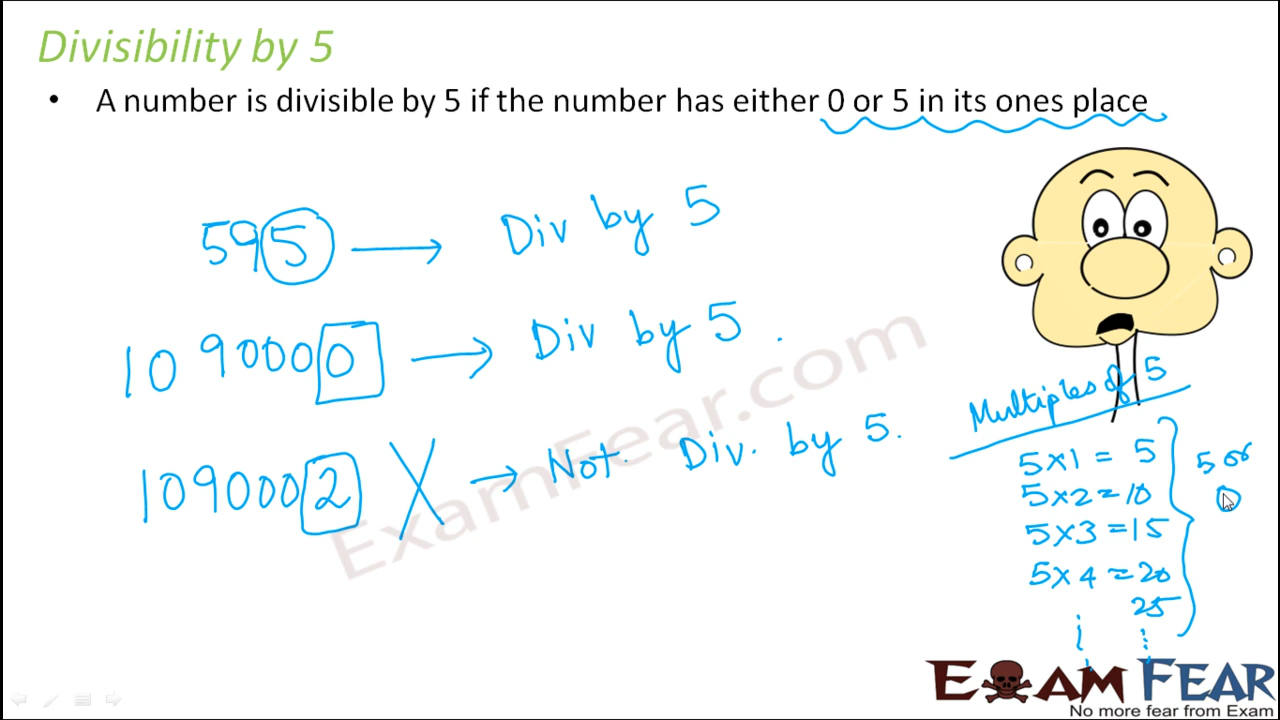 Divisibility by 5
• A number is divisible by 5 if the number has either 0 or 5 in its ones place
595 → Div by 5
10 90000 → Div by 5.
1090002 X → Not. Div. by 5.
Multiples of 5
5×1 = 5
5×2=10
5×3=15
5×4=20
25
5 or
0
ExamFear.com
EXAM FEAR
No more fear from Exam